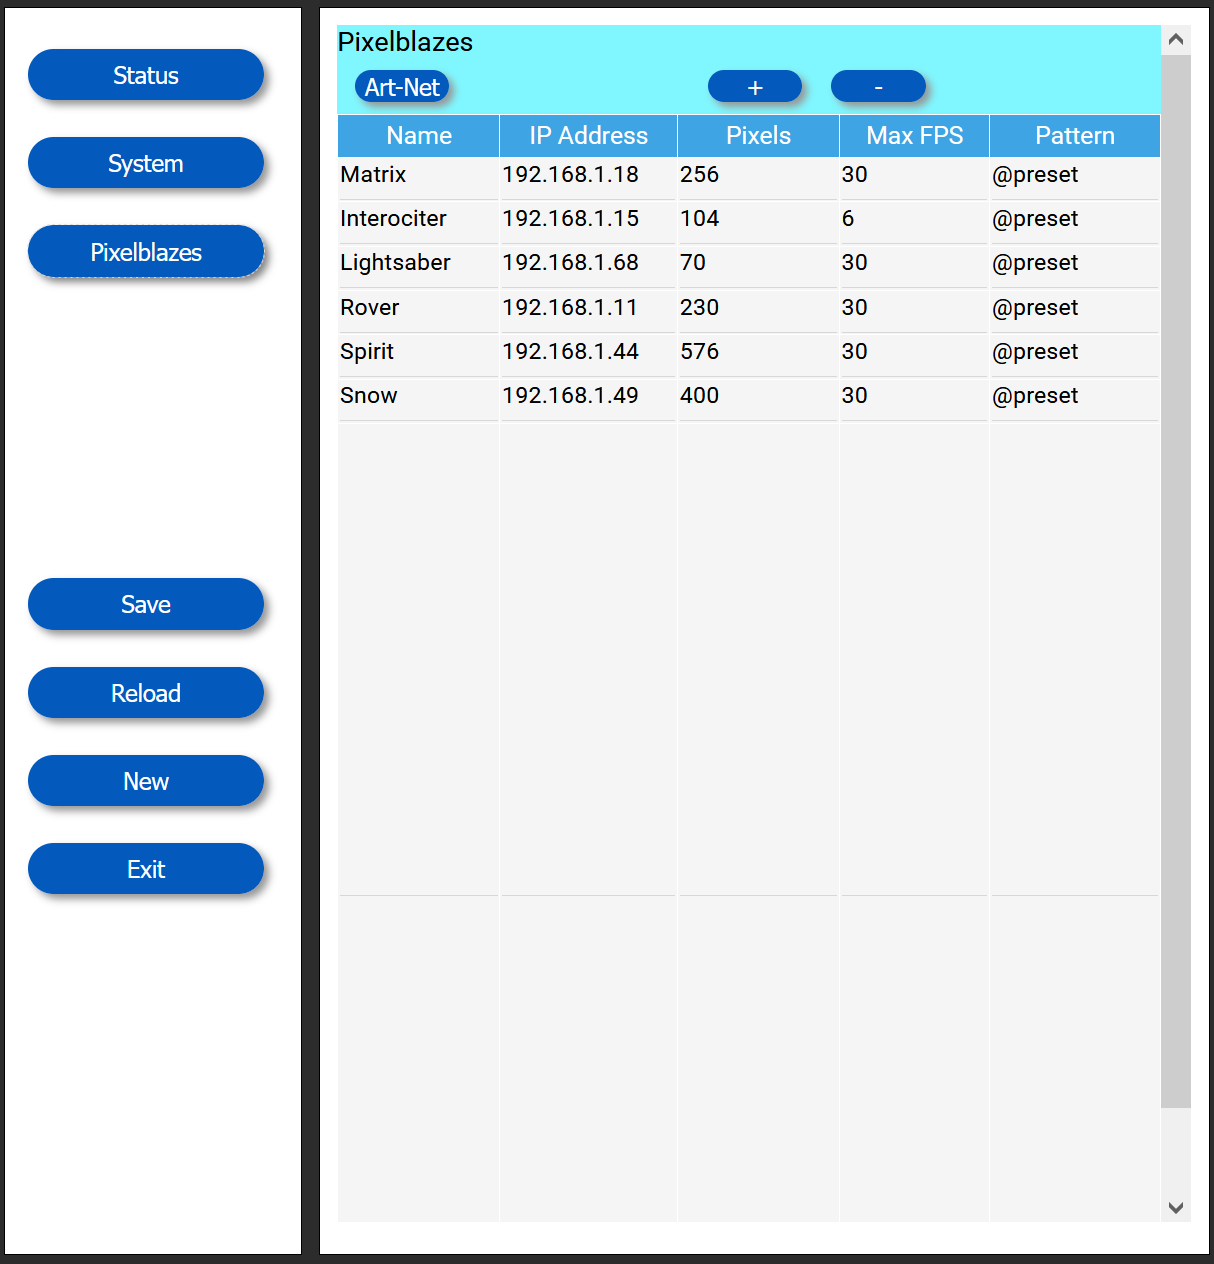 Status
System
Pixelblazes
Save
Reload
New
Exit
Pixelblazes
Art-Net + -
Name IP Address Pixels Max FPS Pattern
Matrix 192.168.1.18 256 30 @preset
Interociter 192.168.1.15 104 6 @preset
Lightsaber 192.168.1.68 70 30 @preset
Rover 192.168.1.11 230 30 @preset
Spirit 192.168.1.44 576 30 @preset
Snow 192.168.1.49 400 30 @preset